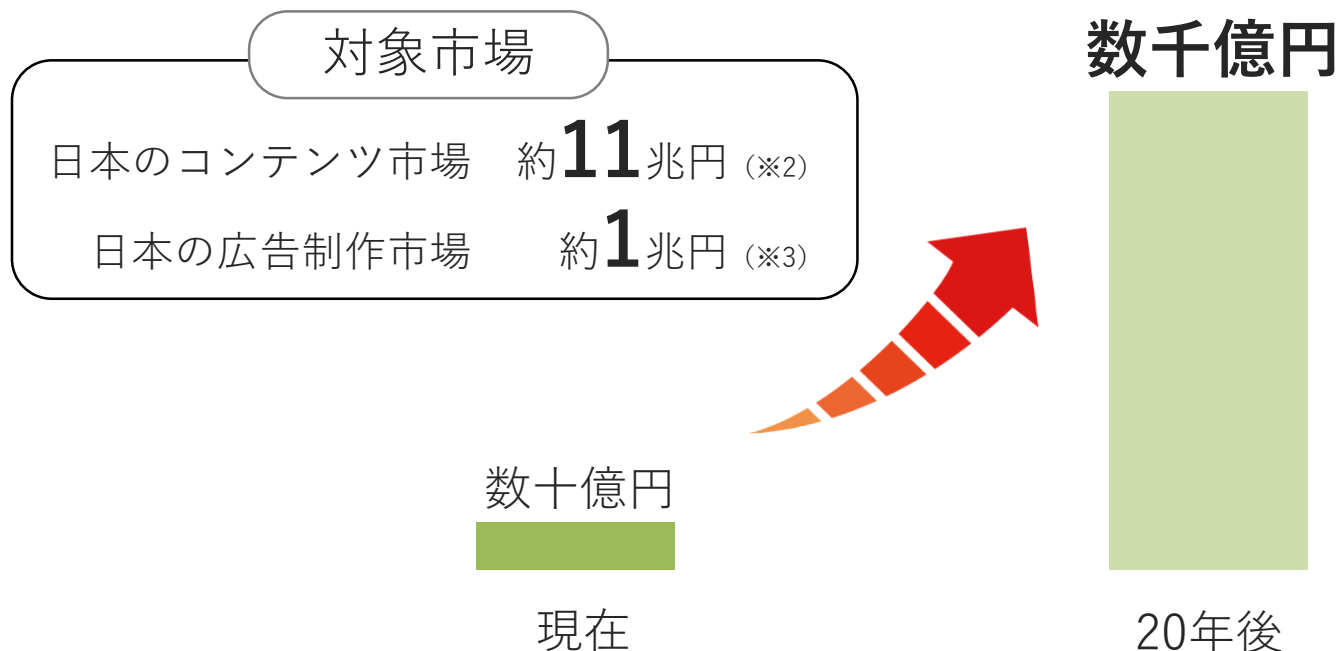 対象市場
日本のコンテンツ市場 約11兆円 (※2)
日本の広告制作市場 約1兆円 (※3)
数千億円
数十億円
現在
20年後